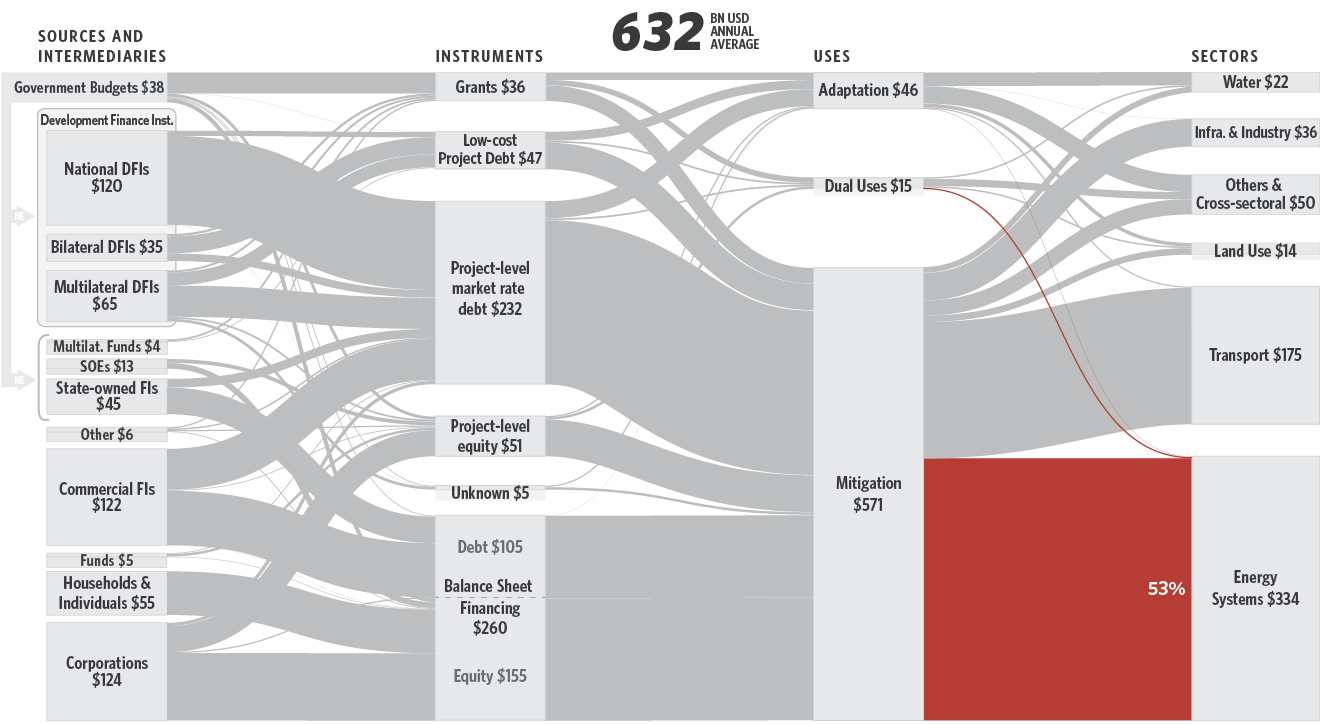 632
BN USD
ANNUAL
AVERAGE
SOURCES AND
INTERMEDIARIES
INSTRUMENTS
USES
SECTORS
Government Budgets $38
Development Finance Inst.
National DFIs
$120
Bilateral DFIs $35
Multilateral DFIs
$65
NE
Multilat. Funds $4
SOEs $13
State-owned FIs
$45
NE
Other $6
Commercial FIs
$122
Funds $5
Households &
Individuals $55
Corporations
$124
Grants $36
Low-cost
Project Debt $47
Project-level
market rate
debt $232
Project-level
equity $51
Unknown $5
Debt $105
Balance Sheet
Financing
$260
Equity $155
Adaptation $46
Dual Uses $15
Mitigation
$571
Water $22
Infra. & Industry $36
Others &
Cross-sectoral $50
Land Use $14
Transport $175
53%
Energy
Systems $334